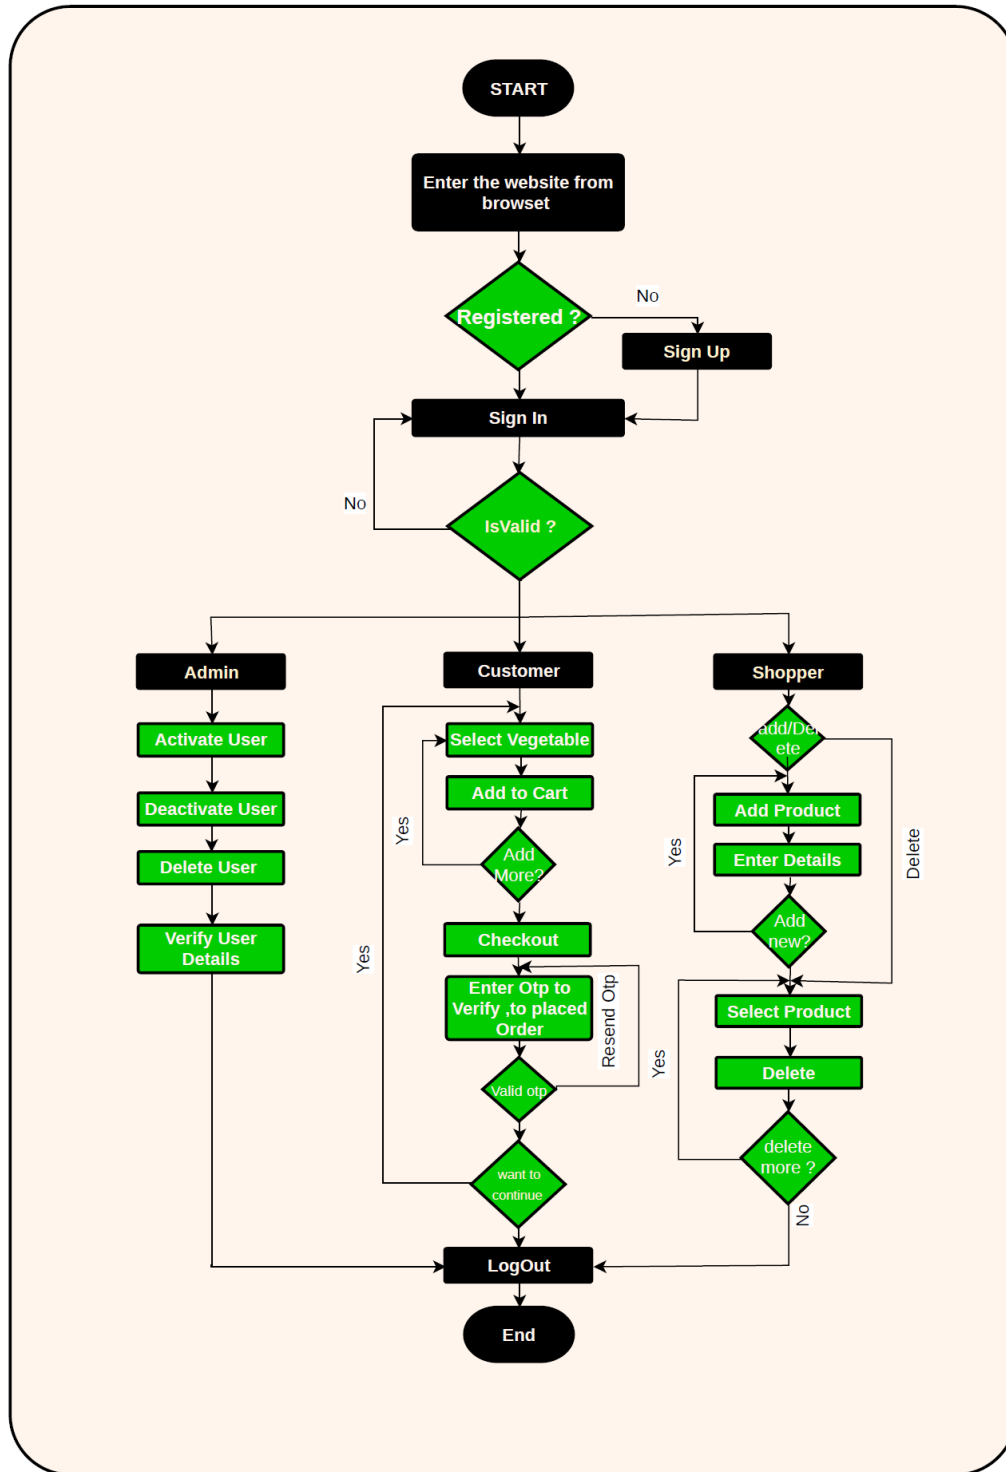 START
Enter the website from
browset
Registered ?
No
Sign Up
Sign In
No
IsValid ?
Admin
Customer
Shopper
Activate User
Deactivate User
Delete User
Verify User
Details
Select Vegetable
Add to Cart
Yes
Add
More?
Checkout
Yes
Enter Otp to
Verify ,to placed
Order
Resend Otp
Valid otp
want to
continue
add/Del
ete
Add Product
Yes
Enter Details
Delete
Add
new?
Select Product
Yes
Delete
delete
more ?
No
LogOut
End